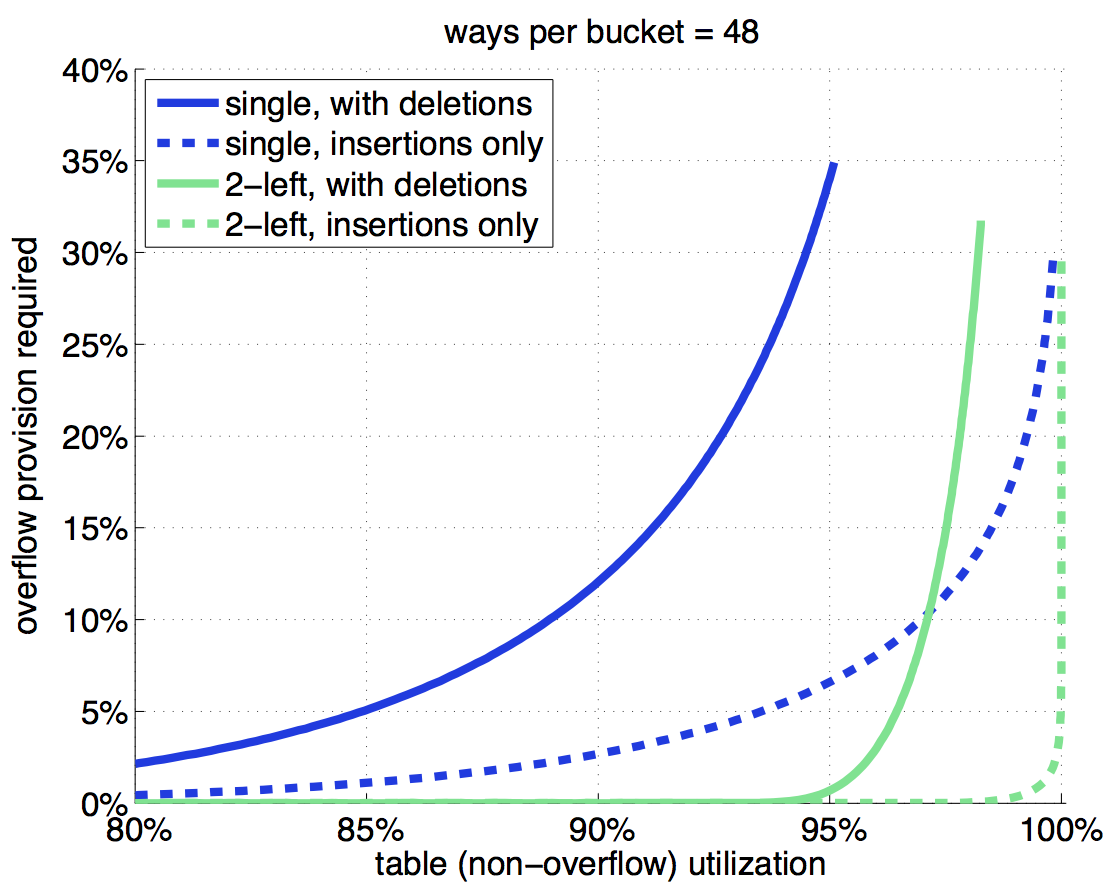 ways per bucket = 48
40%
35%
30%
25%
20%
15%
10%
5%
0%
overflow provision required
single, with deletions
single, insertions only
2-left, with deletions
2-left, insertions only
80% 85% 90% 95% 100%
table (non-overflow) utilization